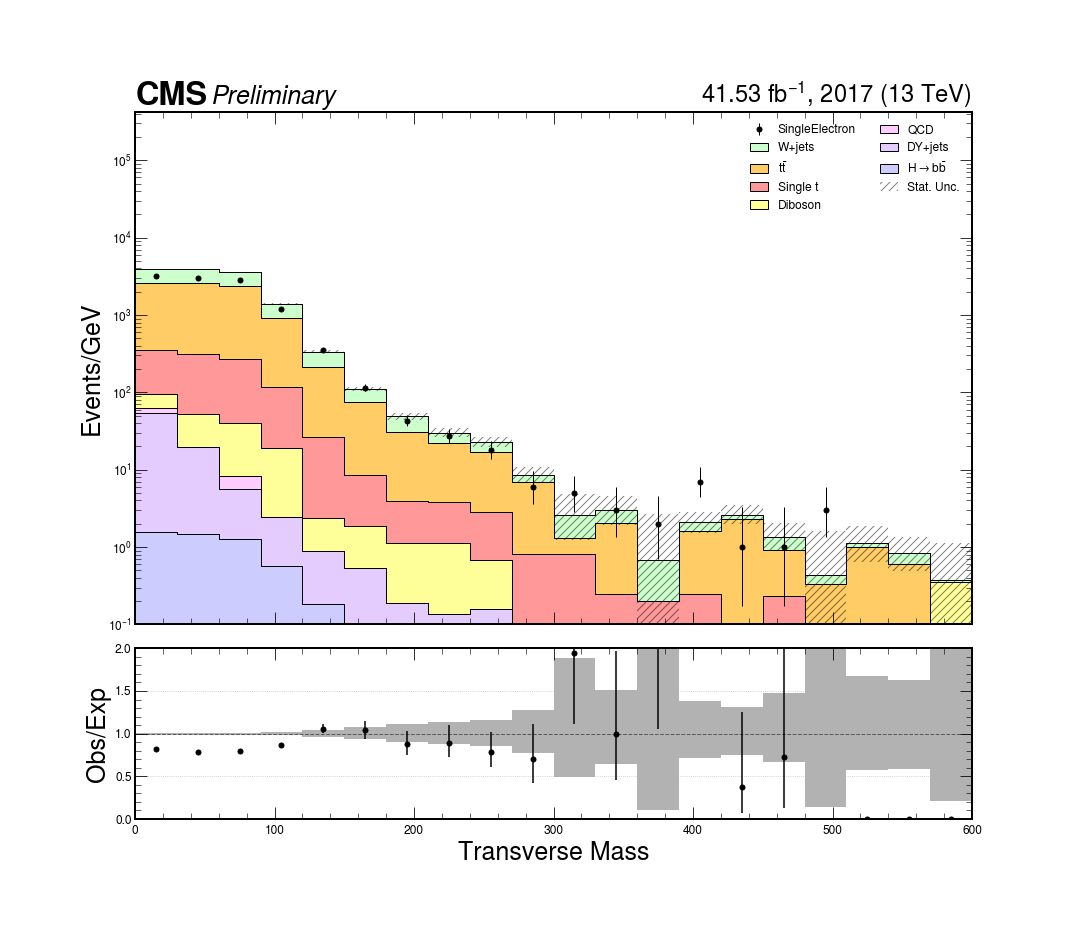 CMS Preliminary
41.53 fb⁻¹, 2017 (13 TeV)
SingleElectron
W+jets
tt̄
Single t
Diboson
QCD
DY+jets
H→bb̄
Stat. Unc.
Events/GeV
10⁵
10⁴
10³
10²
10¹
10⁰
10⁻¹
Obs/Exp
2.0
1.5
1.0
0.5
0.0
0 100 200 300 400 500 600
Transverse Mass